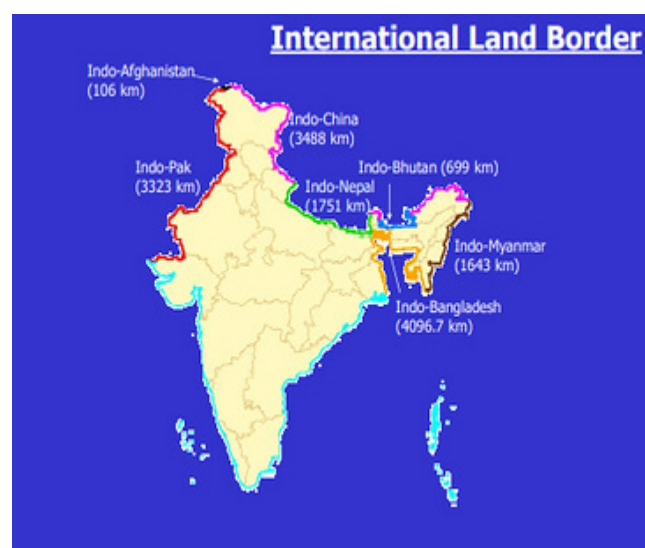 International Land Border
Indo-Afghanistan
(106 km)
Indo-China
(3488 km)
Indo-Pak
(3323 km)
Indo-Bhutan (699 km)
Indo-Nepal
(1751 km)
Indo-Myanmar
(1643 km)
Indo-Bangladesh
(4096.7 km)